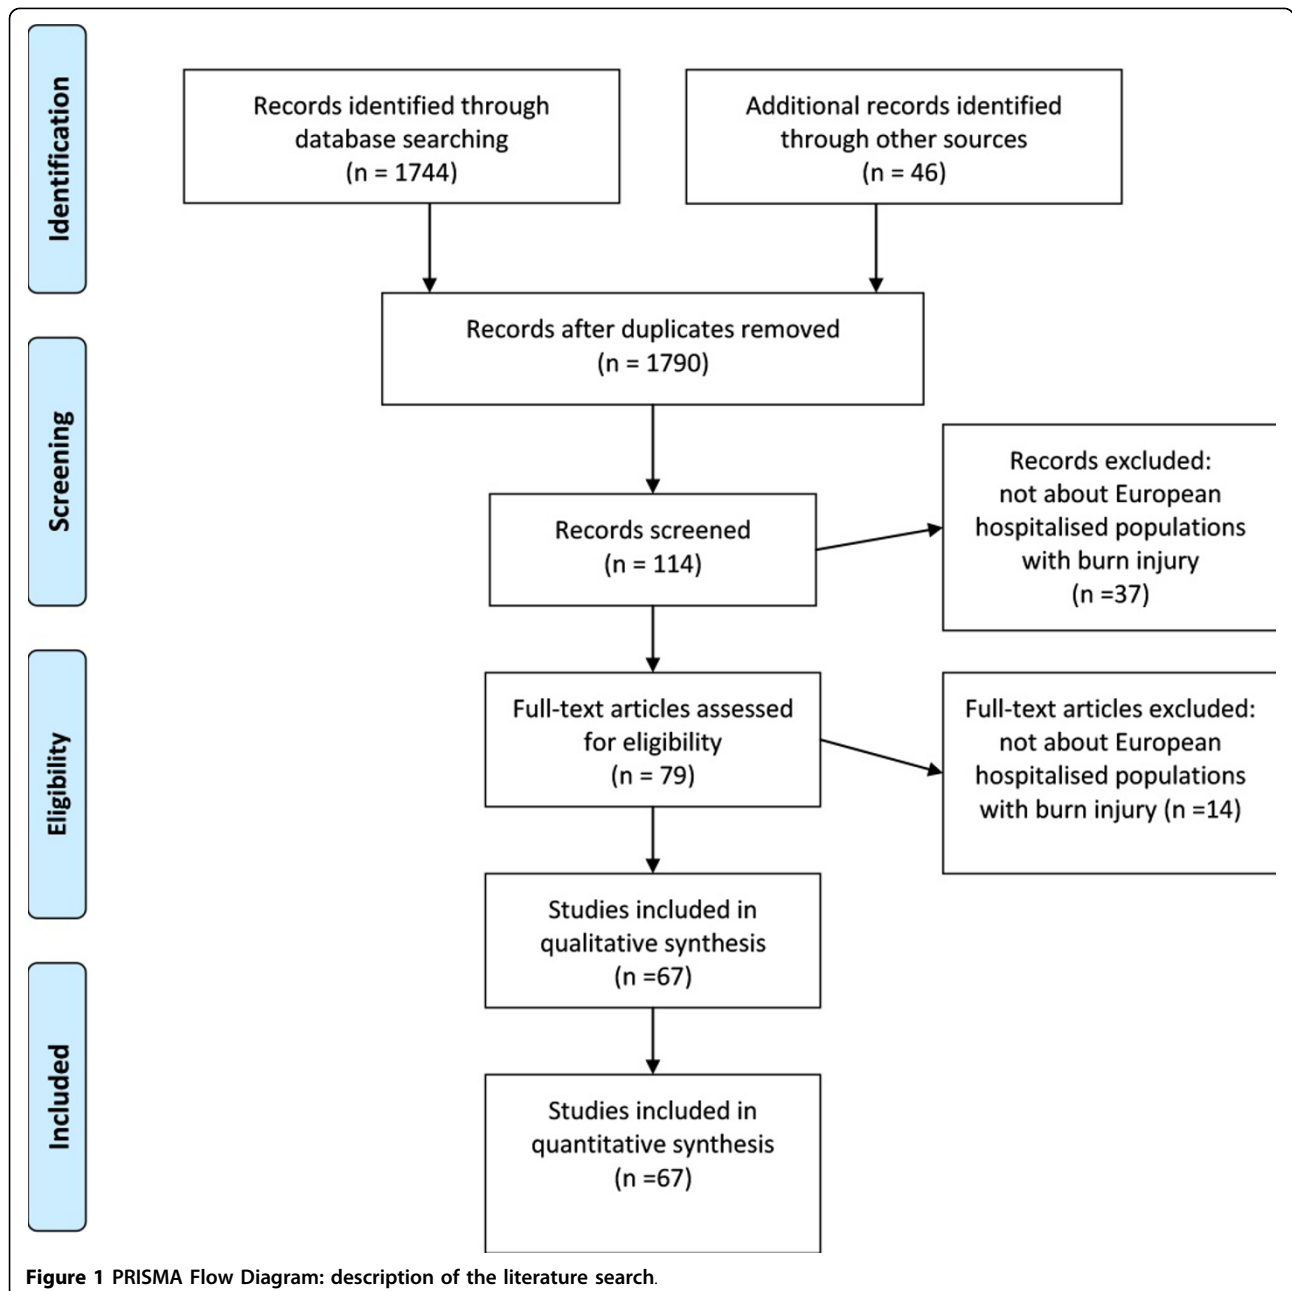 Identification
Records identified through
database searching
(n = 1744)
Additional records identified
through other sources
(n = 46)
Records after duplicates removed
(n = 1790)
Screening
Records screened
(n = 114)
Records excluded:
not about European
hospitalised populations
with burn injury
(n =37)
Eligibility
Full-text articles assessed
for eligibility
(n = 79)
Full-text articles excluded:
not about European
hospitalised populations
with burn injury (n =14)
Studies included in
qualitative synthesis
(n =67)
Included
Studies included in
quantitative synthesis
(n =67)
Figure 1 PRISMA Flow Diagram: description of the literature search.